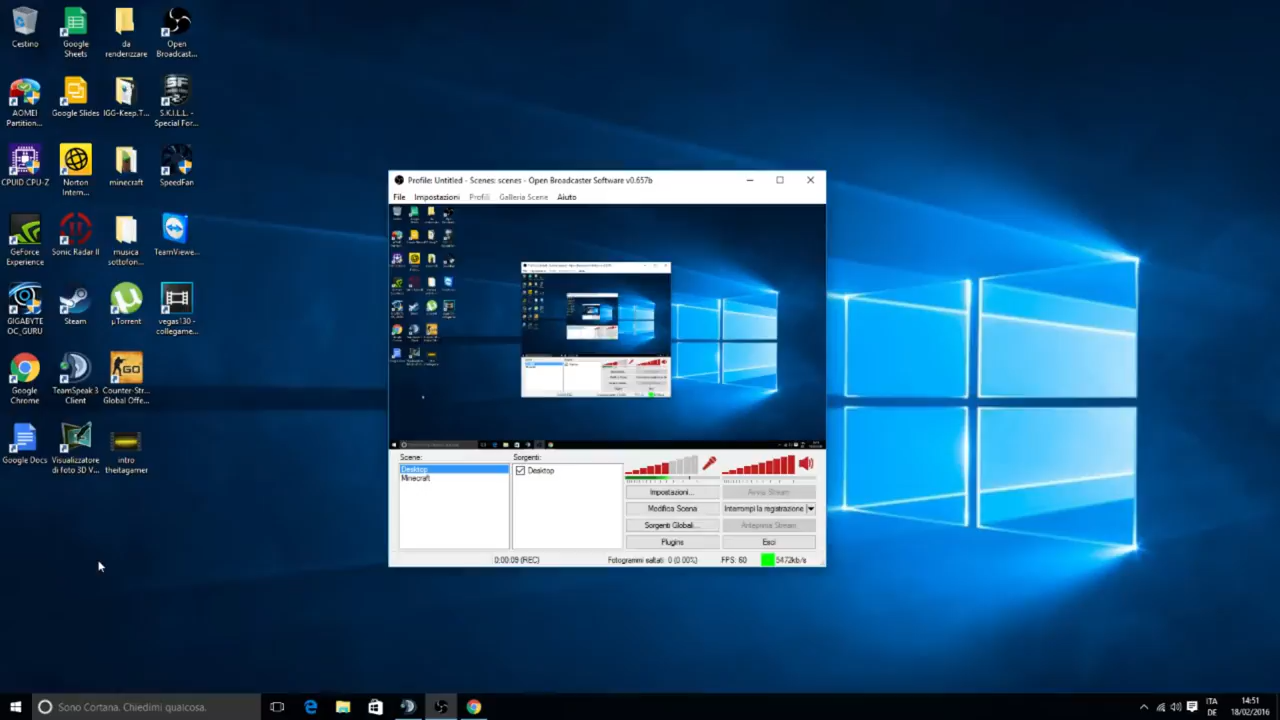 Cestino
Google
Sheets
da
renderizzare
Open
Broadcast...
AOMEI
Partition...
Google Slides
IGG-Keep.T...
S.K.I.L.L. -
Special For...
CPUID CPU-Z
Norton
Intern...
minecraft
SpeedFan
GeForce
Experience
Sonic Radar II
musica
sottofon...
TeamViewe...
GIGABYTE
OC_GURU
Steam
µTorrent
vegas130 -
collegame...
Google
Chrome
TeamSpeak 3
Client
Counter-Str...
Global Offe...
Google Docs
Visualizzatore
di foto 3D V...
intro
theitagamer
Profile: Untitled - Scenes: scenes - Open Broadcaster Software v0.657b
File Impostazioni Profili Galleria Scene Aiuto
Scene:
Desktop
Minecraft
Sorgenti:
Desktop
Impostazioni...
Avvia Stream
Modifica Scena
Interrompi la registrazione
Sorgenti Globali...
Anteprima Stream
Plugins
Esci
0:00:09 (REC)
Fotogrammi saltati: 0 (0.00%)
FPS: 60
5472kb/s
Sono Cortana. Chiedimi qualcosa.
ITA
DE
14:51
18/02/2016